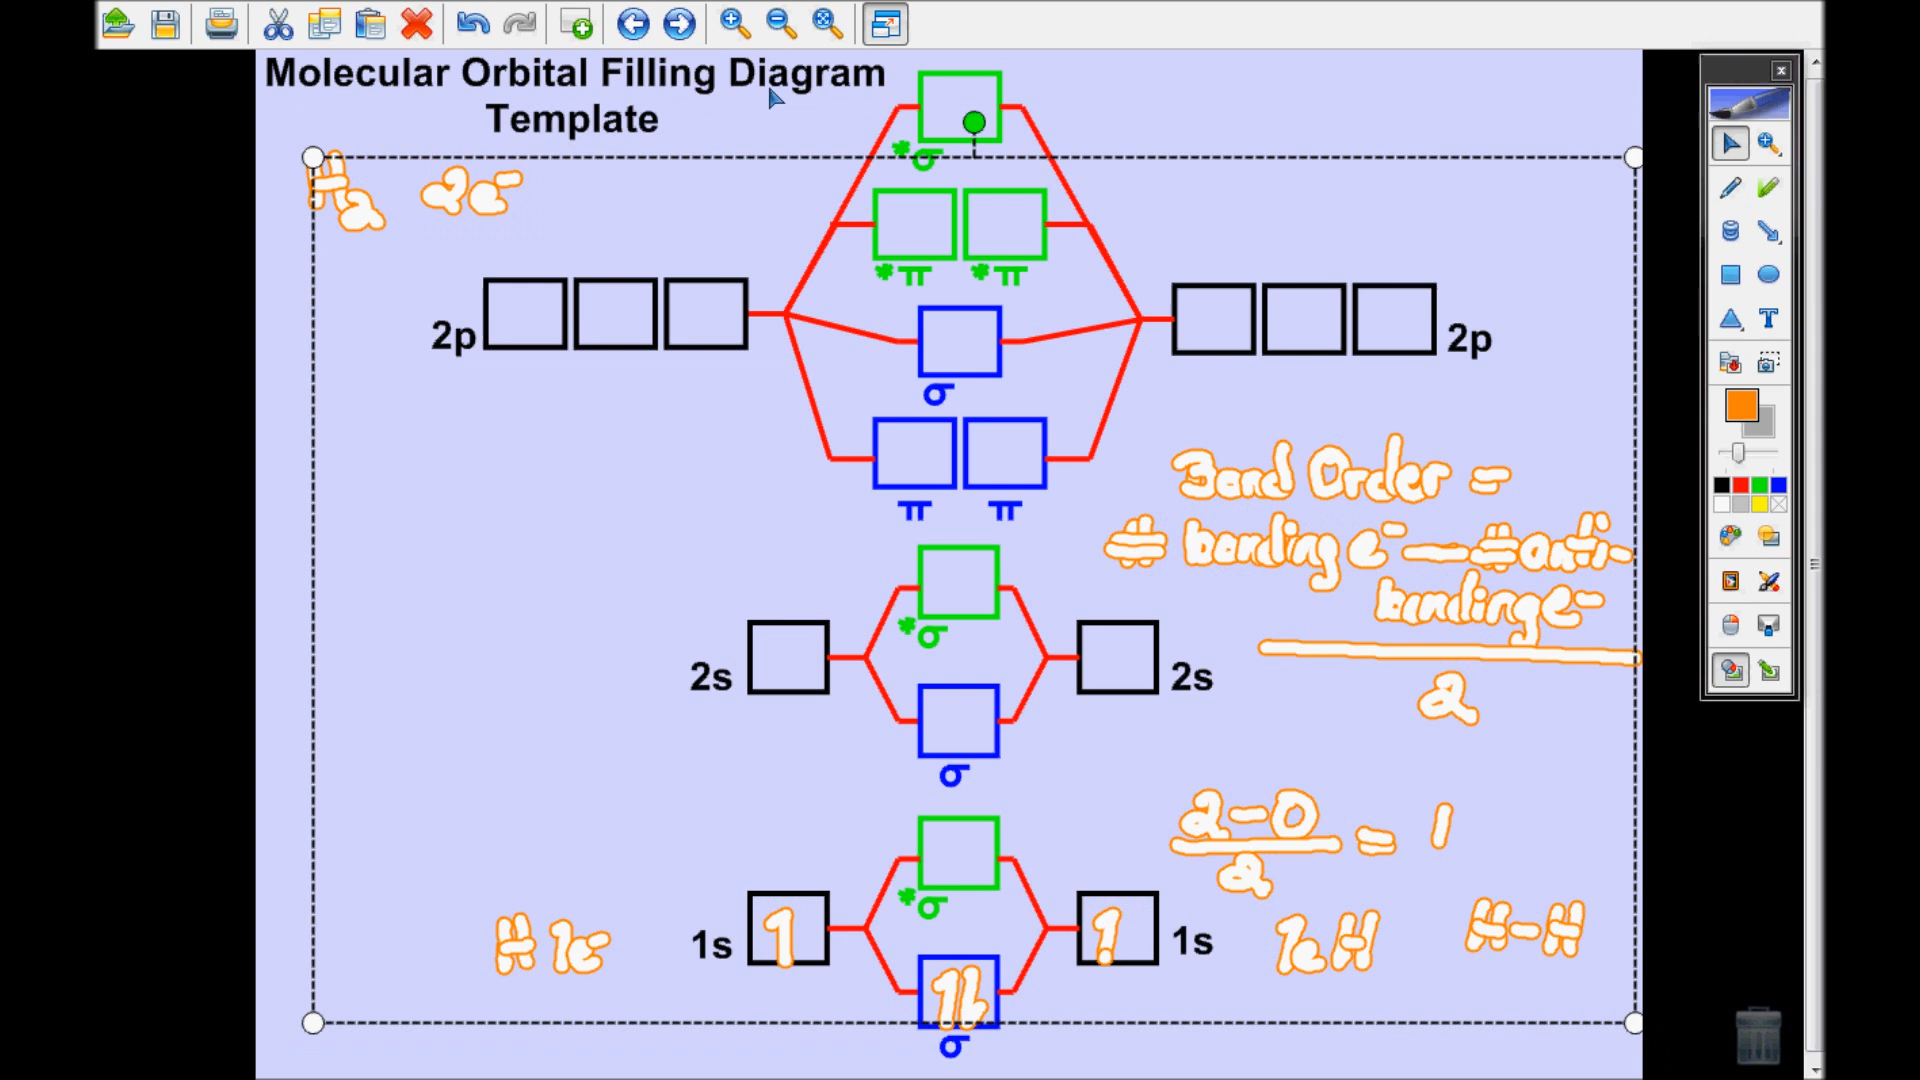 Molecular Orbital Filling Diagram
Template
*σ
H2 2e-
*π *π
2p
2p
σ
Bond Order =
# bonding e- — # anti-
bonding e-
π π
*σ
2s
2s
2
σ
2-0
= 1
2
*σ
H 1e-
1s
1
1
1s
1e H
H-H
1l
σ